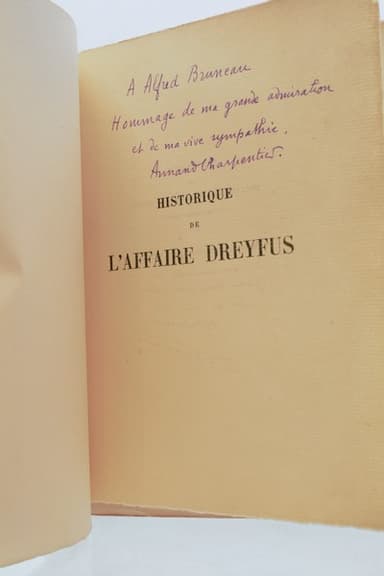 A Alfred Bruneau
Hommage de ma grande admiration
et de ma vive sympathie.
Armand Charpentier.
HISTORIQUE
DE
L'AFFAIRE DREYFUS